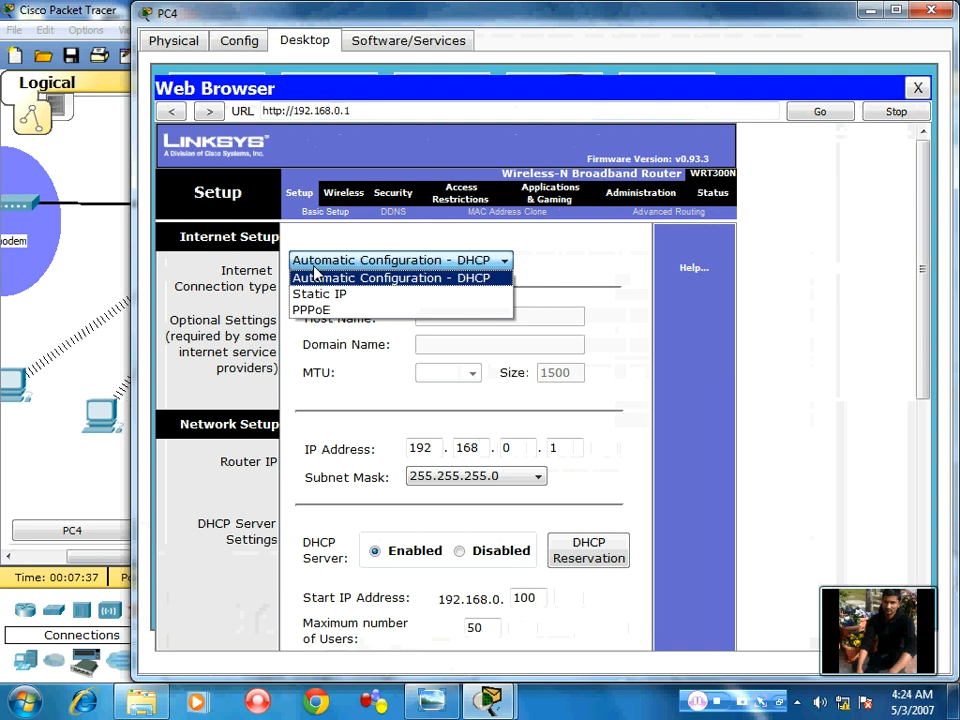 Cisco Packet Tracer
PC4
File Edit Options
Physical Config Desktop Software/Services
Logical
Web Browser X
< > URL http://192.168.0.1 Go Stop
LINKSYS®
A Division of Cisco Systems, Inc.
Firmware Version: v0.93.3
Wireless-N Broadband Router WRT300N
Setup
Setup Wireless Security Access Restrictions Applications & Gaming Administration Status
Basic Setup DDNS MAC Address Clone Advanced Routing
Internet Setup
Internet Connection type
Automatic Configuration - DHCP
Automatic Configuration - DHCP
Static IP
PPPoE
Help...
Optional Settings
(required by some
internet service
providers)
Host Name:
Domain Name:
MTU: Size: 1500
Network Setup
Router IP
IP Address: 192 . 168 . 0 . 1
Subnet Mask: 255.255.255.0
DHCP Server
Settings
DHCP
Server: Enabled Disabled
DHCP
Reservation
Start IP Address: 192.168.0. 100
Maximum number
of Users: 50
odem
PC4
Time: 00:07:37
Connections
4:24 AM
5/3/2007